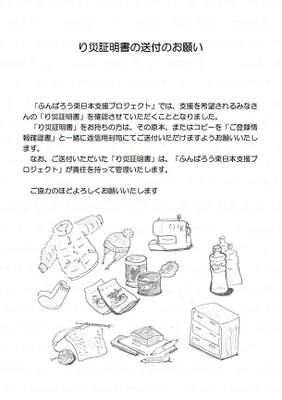 り災証明書の送付のお願い
「ふんばろう東日本支援プロジェクト」では、支援を希望されるみなさ
んの「り災証明書」を確認させていただくこととなりました。
「り災証明書」をお持ちの方は、その原本、またはコピーを「ご登録情
報確認書」と一緒に返信用封筒にてご送付いただけますようお願いいたし
ます。
なお、ご送付いただいた「り災証明書」は、「ふんばろう東日本支援プ
ロジェクト」が責任を持って管理いたします。
ご協力のほどよろしくお願いいたします